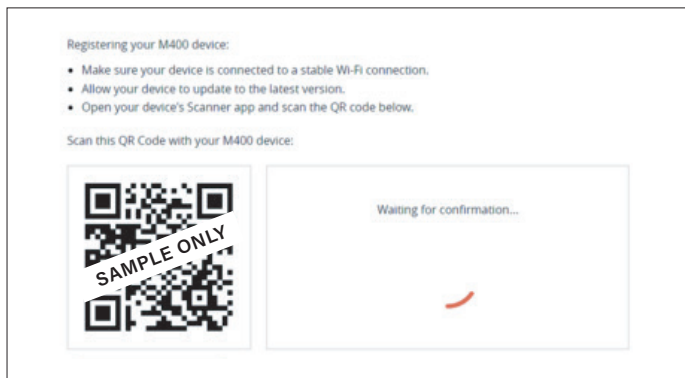 Registering your M400 device:
• Make sure your device is connected to a stable Wi-Fi connection.
• Allow your device to update to the latest version.
• Open your device's Scanner app and scan the QR code below.
Scan this QR Code with your M400 device:
SAMPLE ONLY
Waiting for confirmation...